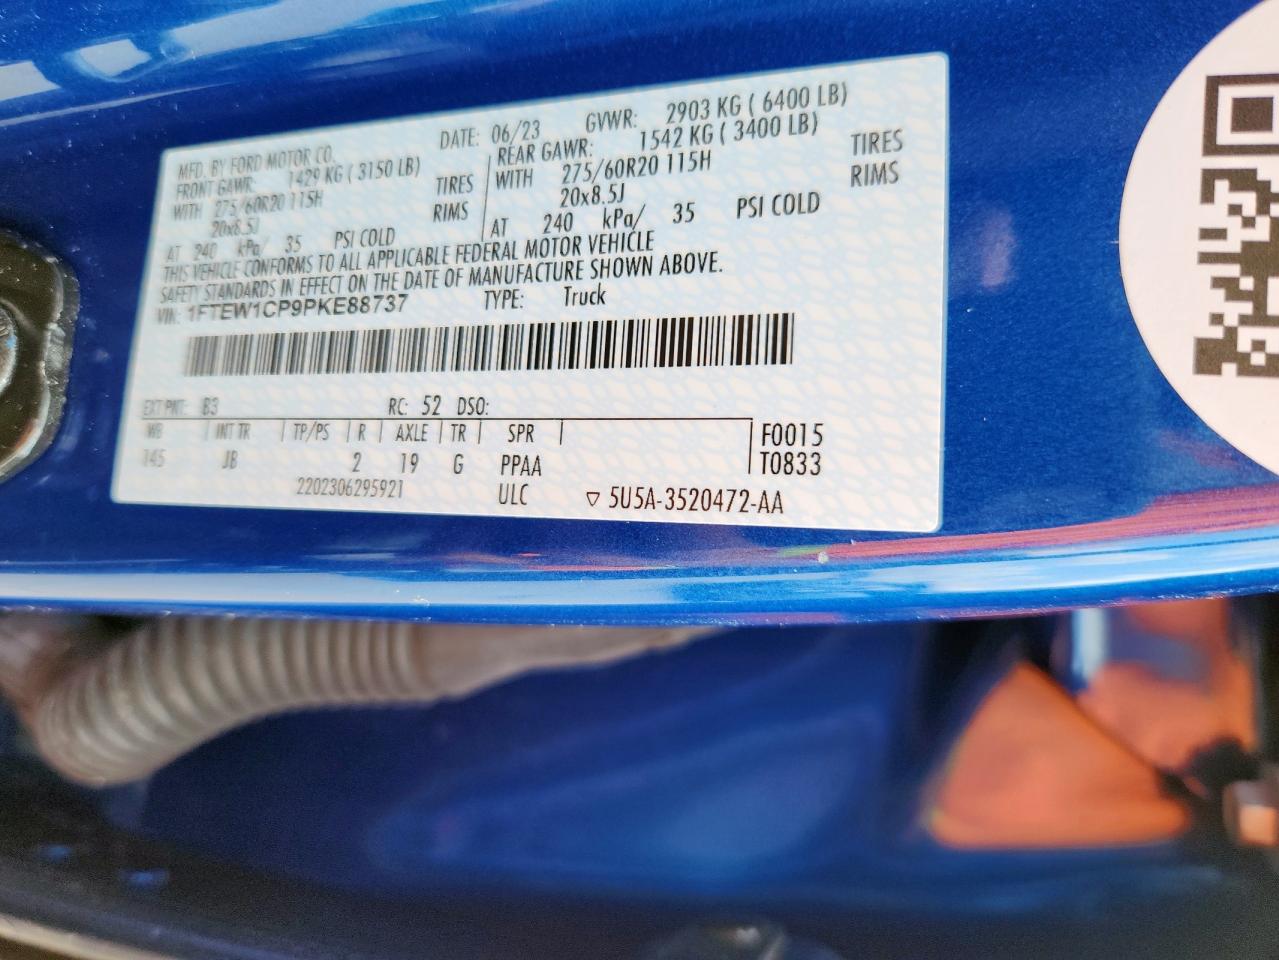 MFD. BY FORD MOTOR CO.
DATE: 06/23 GVWR: 2903 KG ( 6400 LB)
FRONT GAWR: 1429 KG ( 3150 LB) REAR GAWR: 1542 KG ( 3400 LB)
WITH 275/60R20 115H TIRES WITH 275/60R20 115H TIRES
20x8.5J RIMS 20x8.5J RIMS
AT 240 kPa/ 35 PSI COLD AT 240 kPa/ 35 PSI COLD
THIS VEHICLE CONFORMS TO ALL APPLICABLE FEDERAL MOTOR VEHICLE
SAFETY STANDARDS IN EFFECT ON THE DATE OF MANUFACTURE SHOWN ABOVE.
VIN: 1FTEW1CP9PKE88737 TYPE: Truck
EXT PNT: B3 RC: 52 DSO:
WB INT TR TP/PS R AXLE TR SPR F0015
145 JB 2 19 G PPAA T0833
2202306295921 ULC ▽ 5U5A-3520472-AA